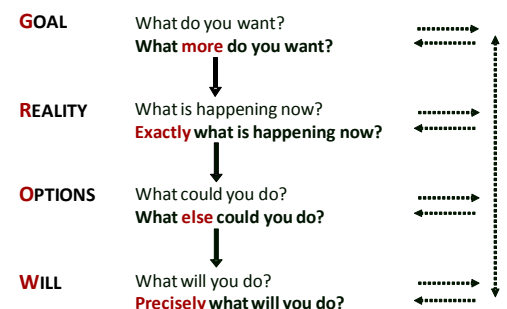 GOAL What do you want?
What more do you want?
REALITY What is happening now?
Exactly what is happening now?
OPTIONS What could you do?
What else could you do?
WILL What will you do?
Precisely what will you do?